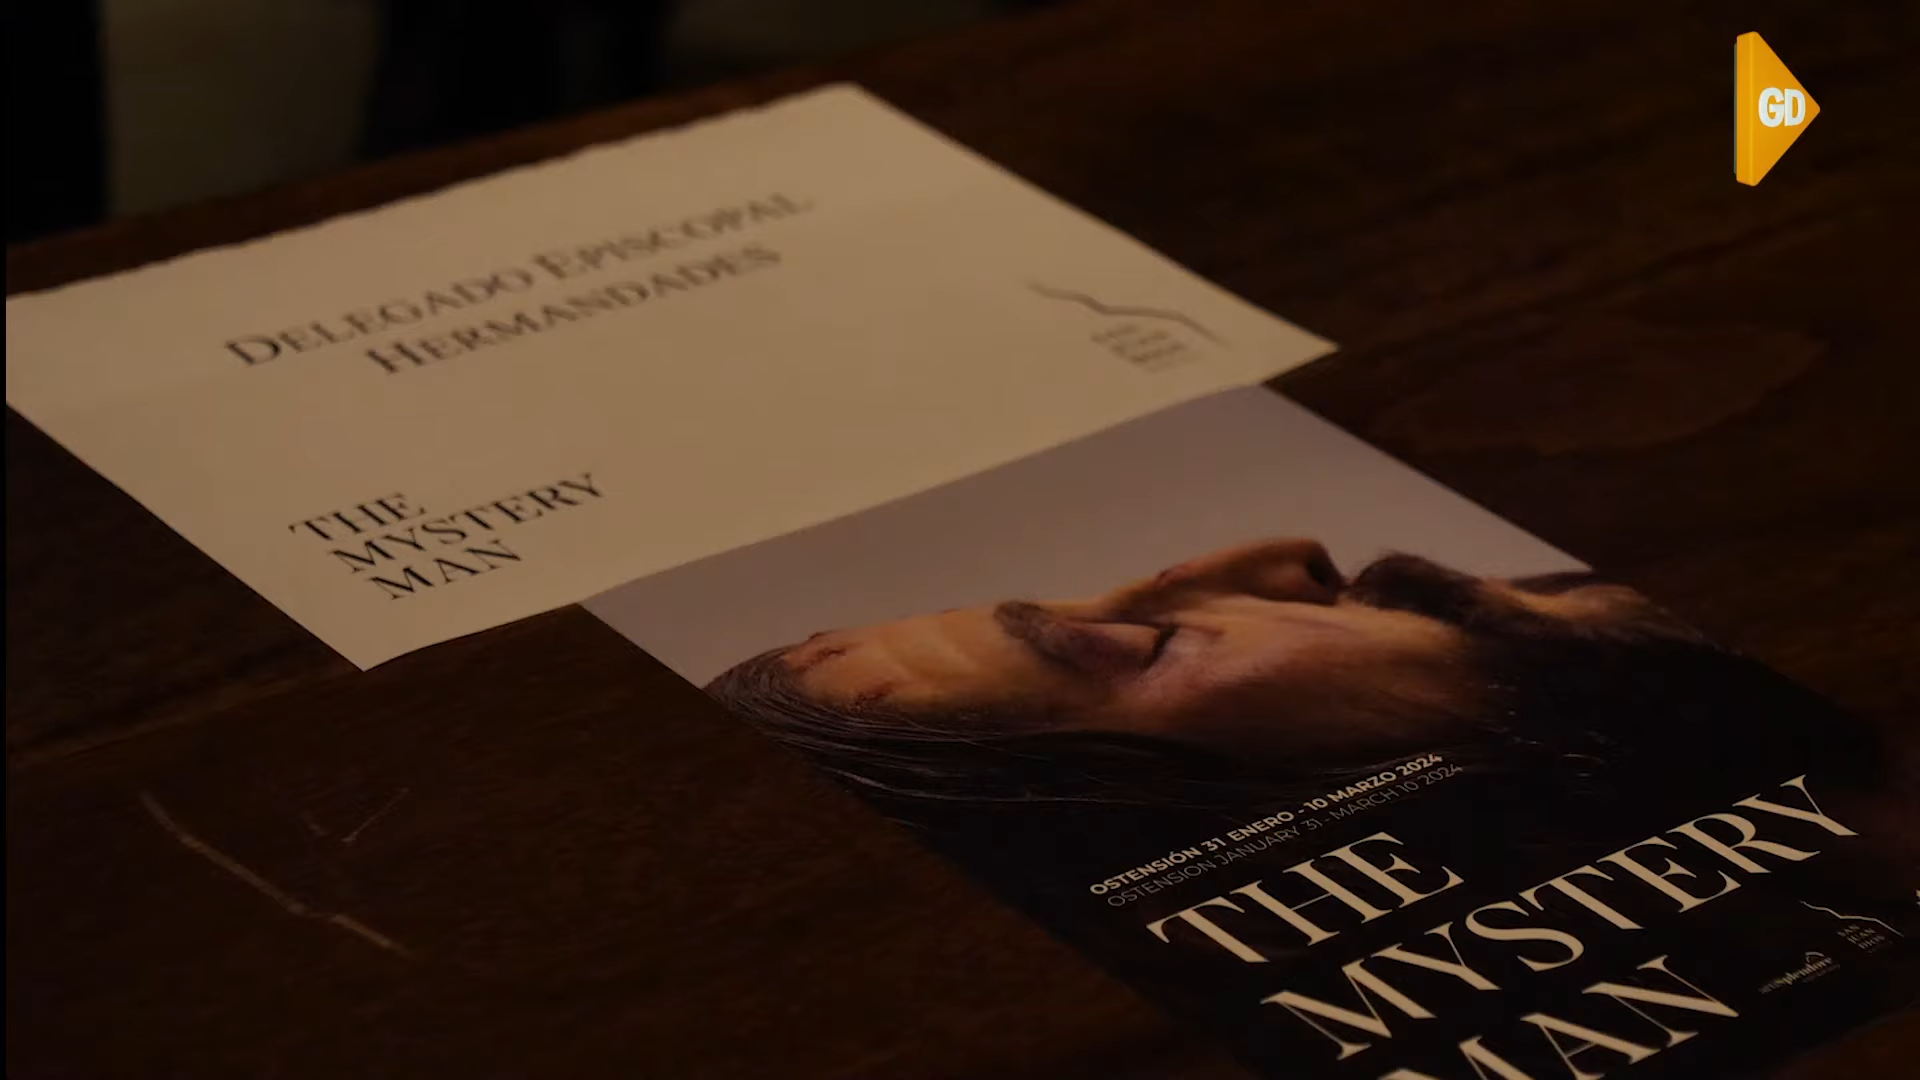 GD
DELEGADO EPISCOPAL
HERMANDADES
THE
MYSTERY
MAN
OSTENSIÓN 31 ENERO - 10 MARZO 2024
OSTENSION JANUARY 31 - MARCH 10 2024
THE
MYSTERY
MAN
SAN
JUAN
DIOS
artiSplendore